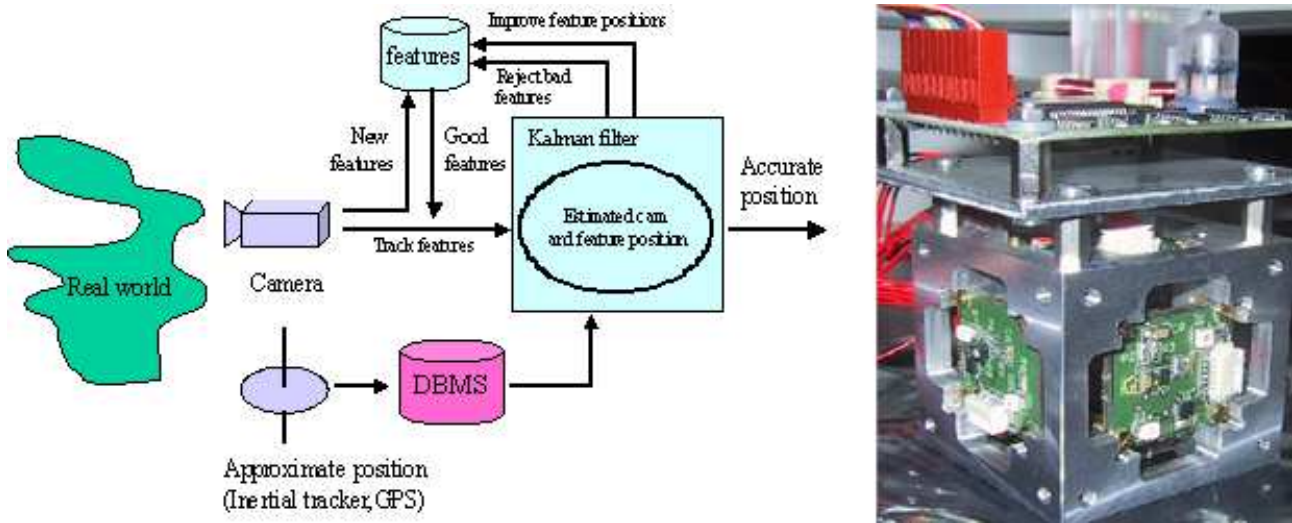 Improve feature positions
features
Reject bad
features
New
features
Good
features
Kalman filter
Accurate
position
Estimated cam
and feature position
Track features
Real world
Camera
DBMS
Approximate position
(Inertial tracker, GPS)